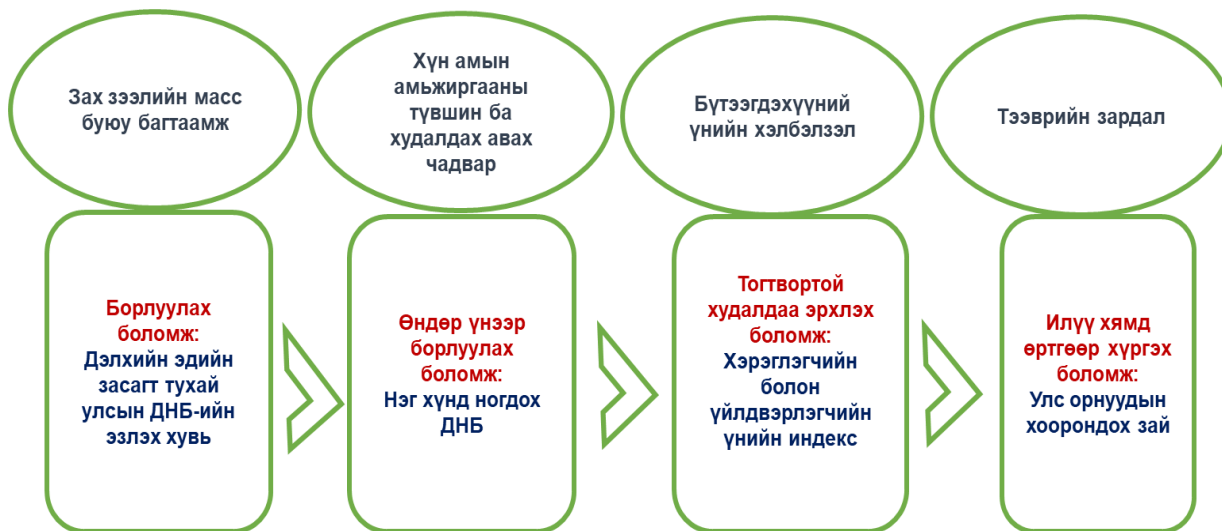 Зах зээлийн масс
буюу багтаамж
Хүн амын
амьжиргааны
түвшин ба
худалдах авах
чадвар
Бүтээгдэхүүний
үнийн хэлбэлзэл
Тээврийн зардал
Борлуулах
боломж:
Дэлхийн эдийн
засагт тухай
улсын ДНБ-ийн
эзлэх хувь
Өндөр үнээр
борлуулах
боломж:
Нэг хүнд ногдох
ДНБ
Тогтвортой
худалдаа эрхлэх
боломж:
Хэрэглэгчийн
болон
үйлдвэрлэгчийн
үнийн индекс
Илүү хямд
өртгөөр хүргэх
боломж:
Улс орнуудын
хоорондох зай